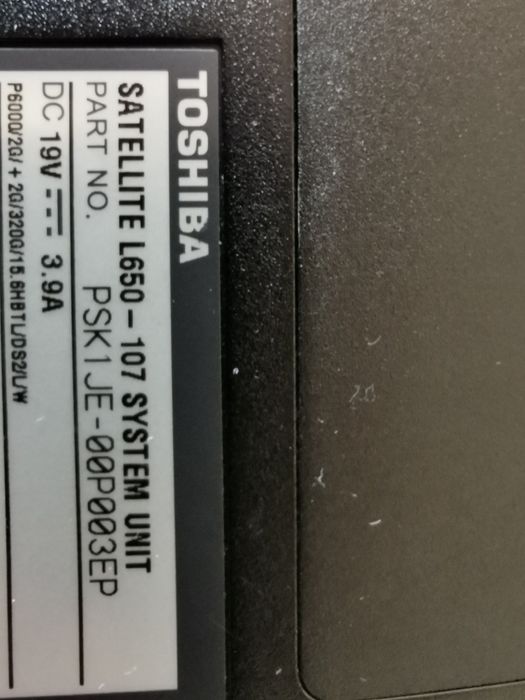 TOSHIBA
SATELLITE L650-107 SYSTEM UNIT
PART NO. PSK1JE-00P003EP
DC 19V 3.9A
P6000/2G/+2G/320G/15.6HBTL/DS2/L/W